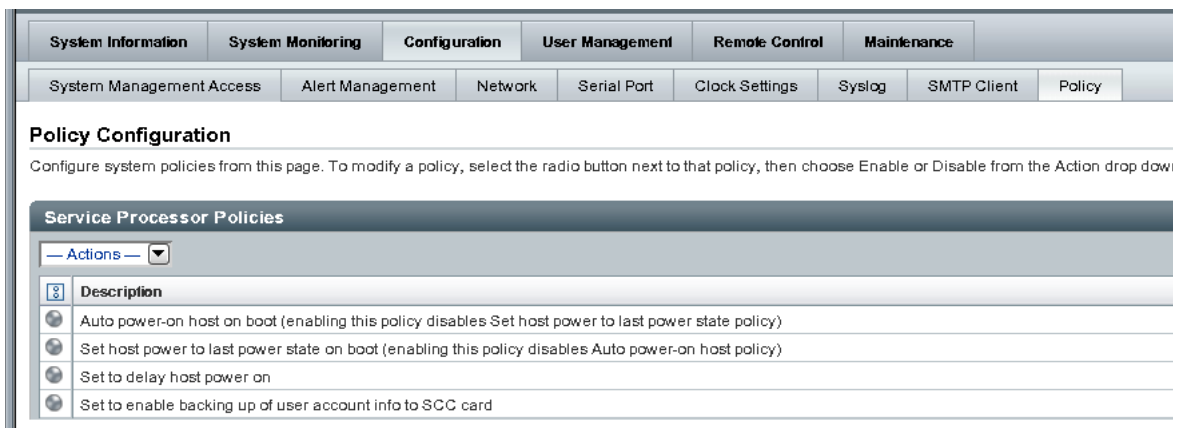 System Information System Monitoring Configuration User Management Remote Control Maintenance
System Management Access Alert Management Network Serial Port Clock Settings Syslog SMTP Client Policy
Policy Configuration
Configure system policies from this page. To modify a policy, select the radio button next to that policy, then choose Enable or Disable from the Action drop dow
Service Processor Policies
— Actions —
Description
Auto power-on host on boot (enabling this policy disables Set host power to last power state policy)
Set host power to last power state on boot (enabling this policy disables Auto power-on host policy)
Set to delay host power on
Set to enable backing up of user account info to SCC card